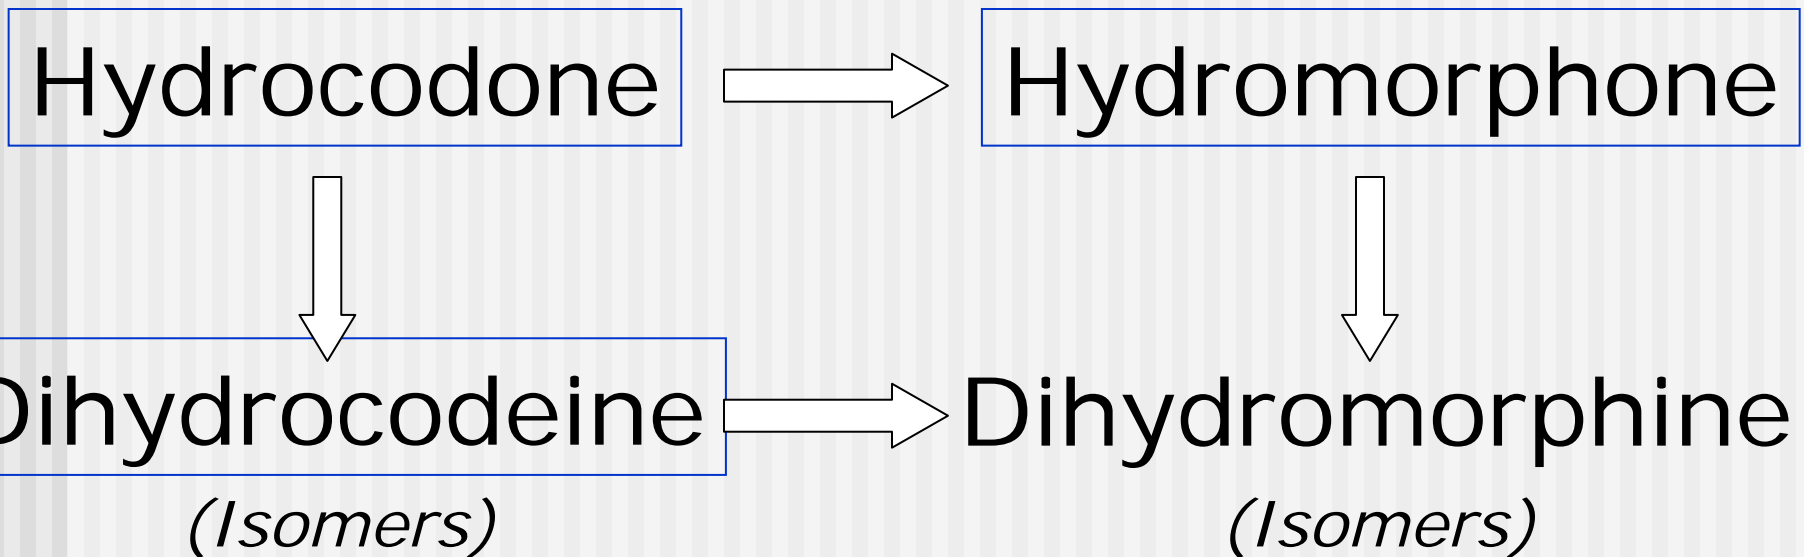 Hydrocodone Hydromorphone
Dihydrocodeine Dihydromorphine
(Isomers) (Isomers)